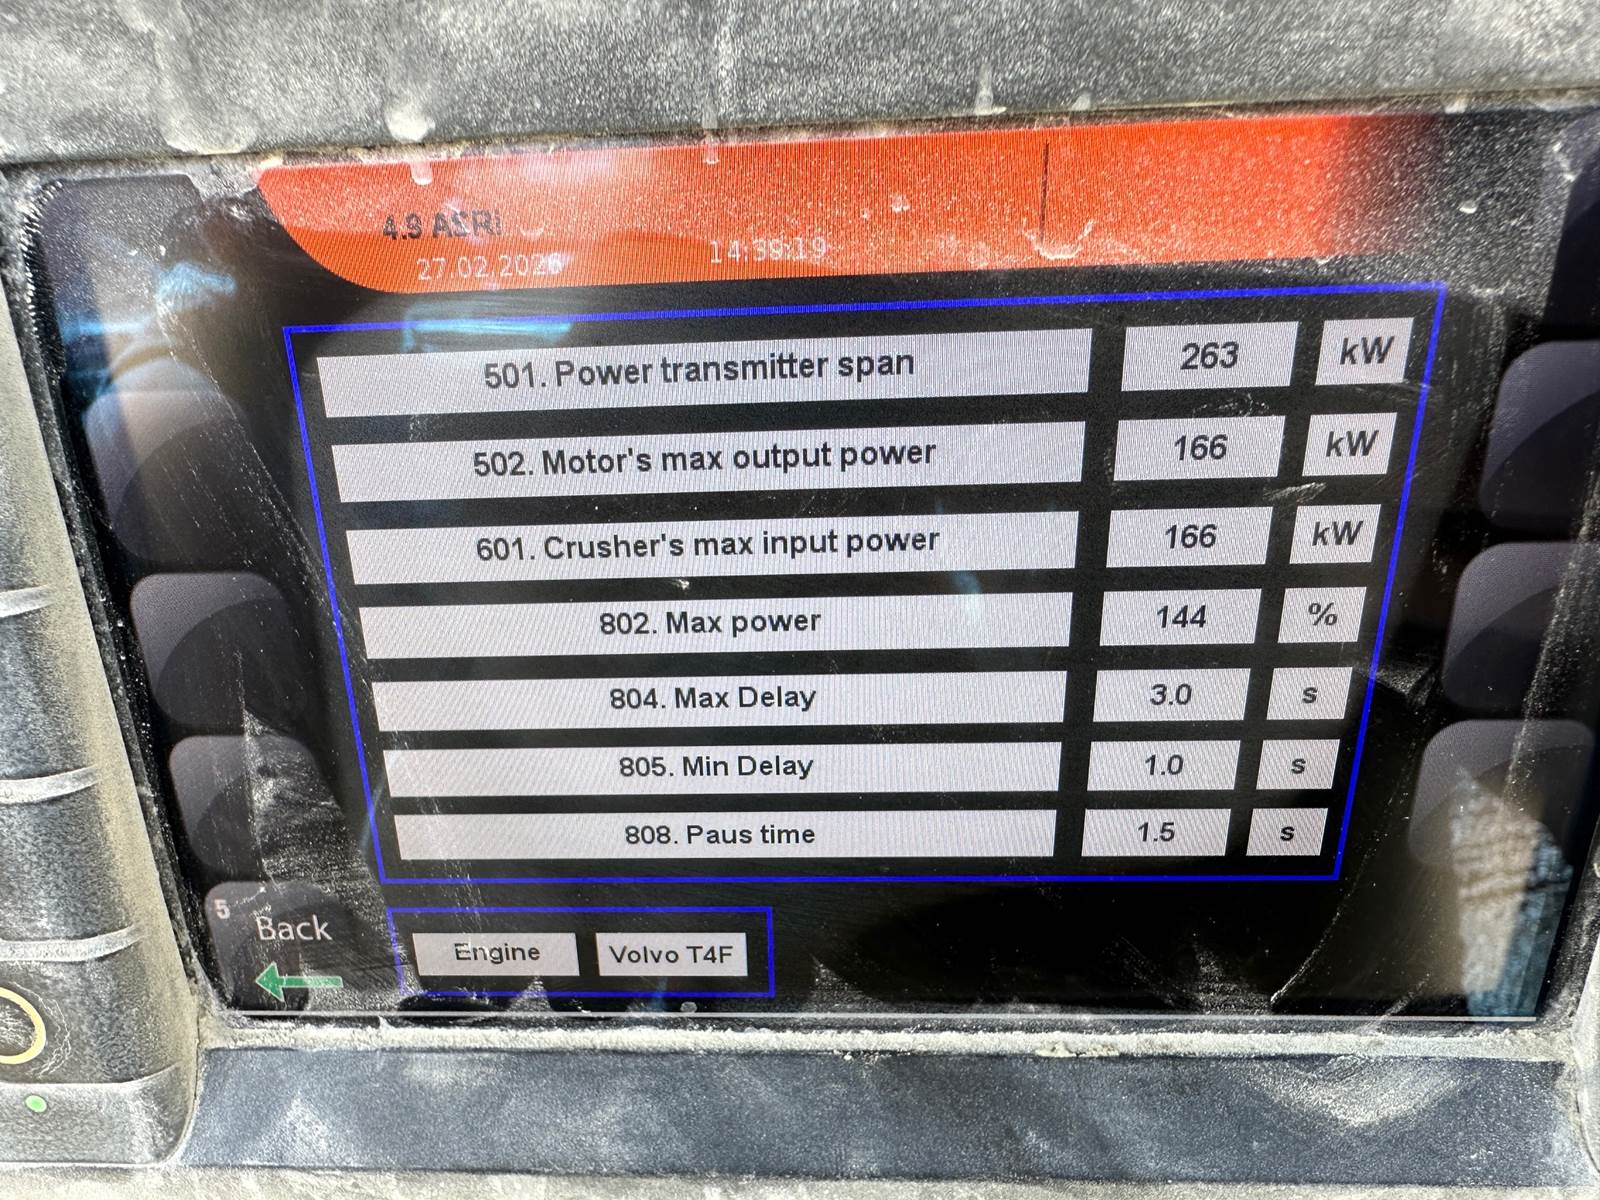 4.9 ASRi
27.02.2026 14:39:19
501. Power transmitter span 263 kW
502. Motor's max output power 166 kW
601. Crusher's max input power 166 kW
802. Max power 144 %
804. Max Delay 3.0 s
805. Min Delay 1.0 s
808. Paus time 1.5 s
5
Back
Engine Volvo T4F